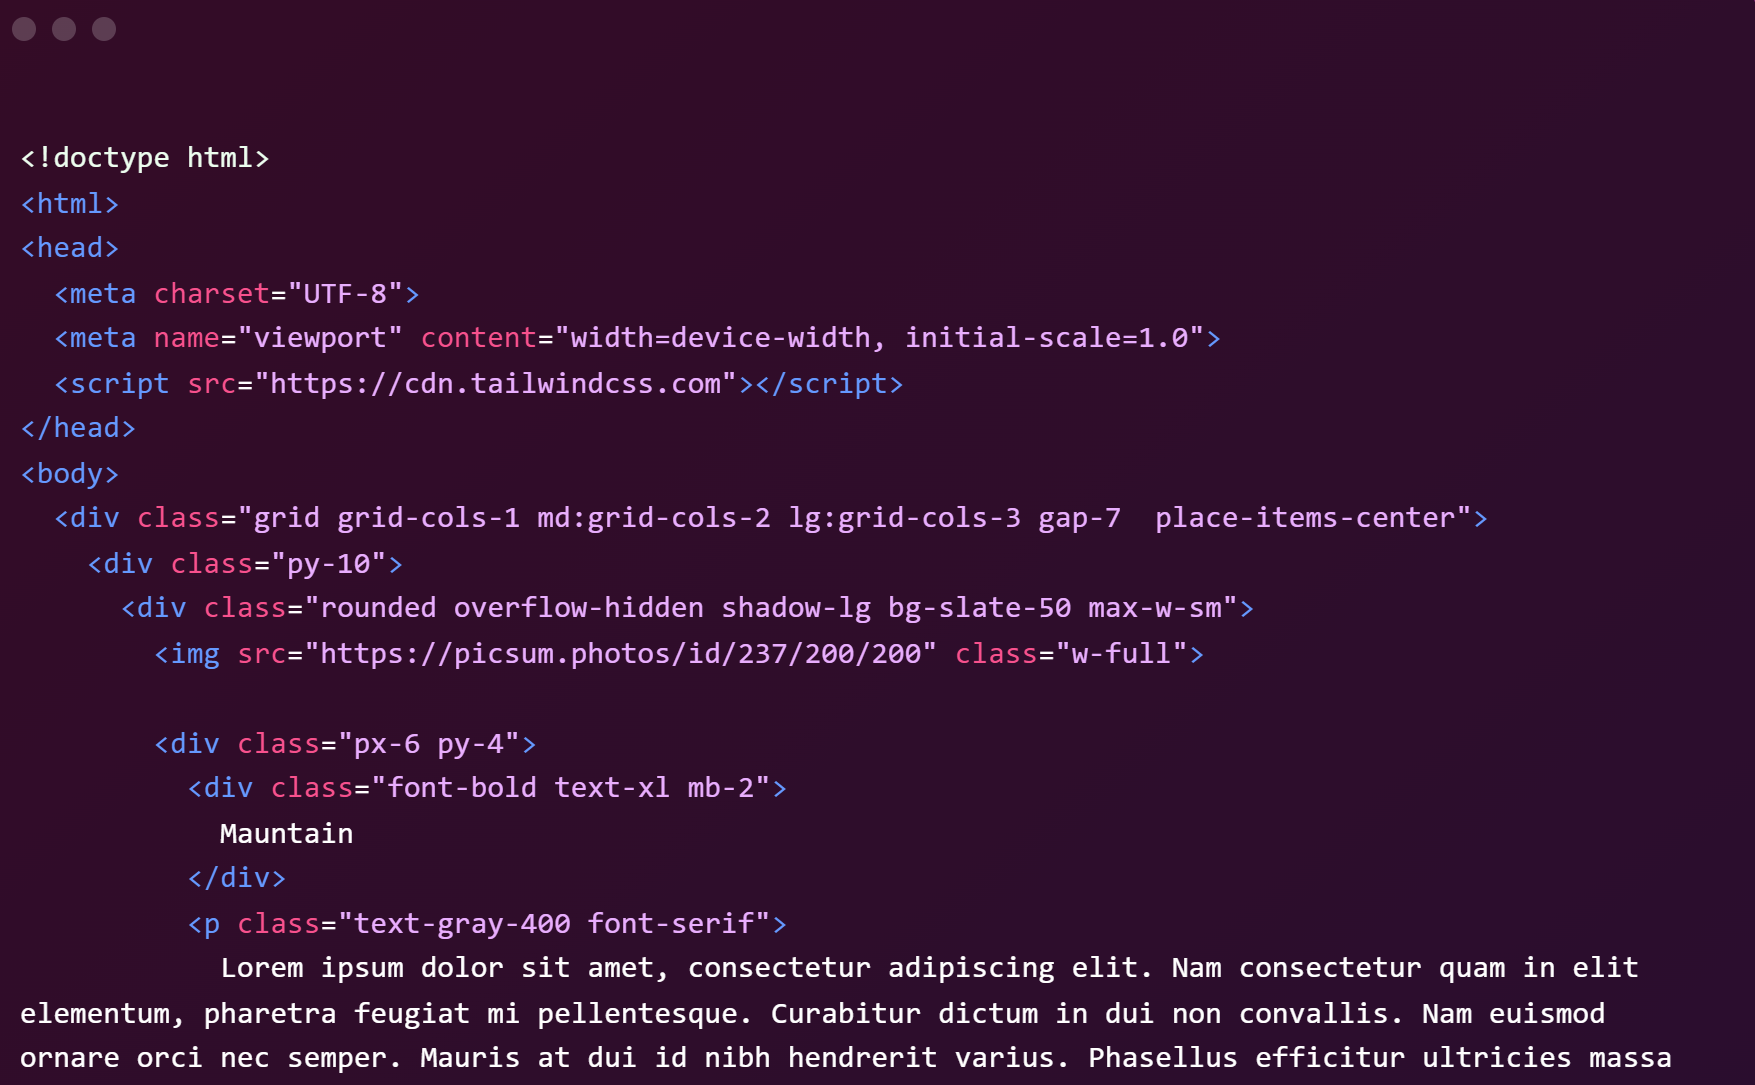 <!doctype html>
<html>
<head>
  <meta charset="UTF-8">
  <meta name="viewport" content="width=device-width, initial-scale=1.0">
  <script src="https://cdn.tailwindcss.com"></script>
</head>
<body>
  <div class="grid grid-cols-1 md:grid-cols-2 lg:grid-cols-3 gap-7  place-items-center">
    <div class="py-10">
      <div class="rounded overflow-hidden shadow-lg bg-slate-50 max-w-sm">
        <img src="https://picsum.photos/id/237/200/200" class="w-full">

        <div class="px-6 py-4">
          <div class="font-bold text-xl mb-2">
            Mauntain
          </div>
          <p class="text-gray-400 font-serif">
            Lorem ipsum dolor sit amet, consectetur adipiscing elit. Nam consectetur quam in elit
elementum, pharetra feugiat mi pellentesque. Curabitur dictum in dui non convallis. Nam euismod
ornare orci nec semper. Mauris at dui id nibh hendrerit varius. Phasellus efficitur ultricies massa